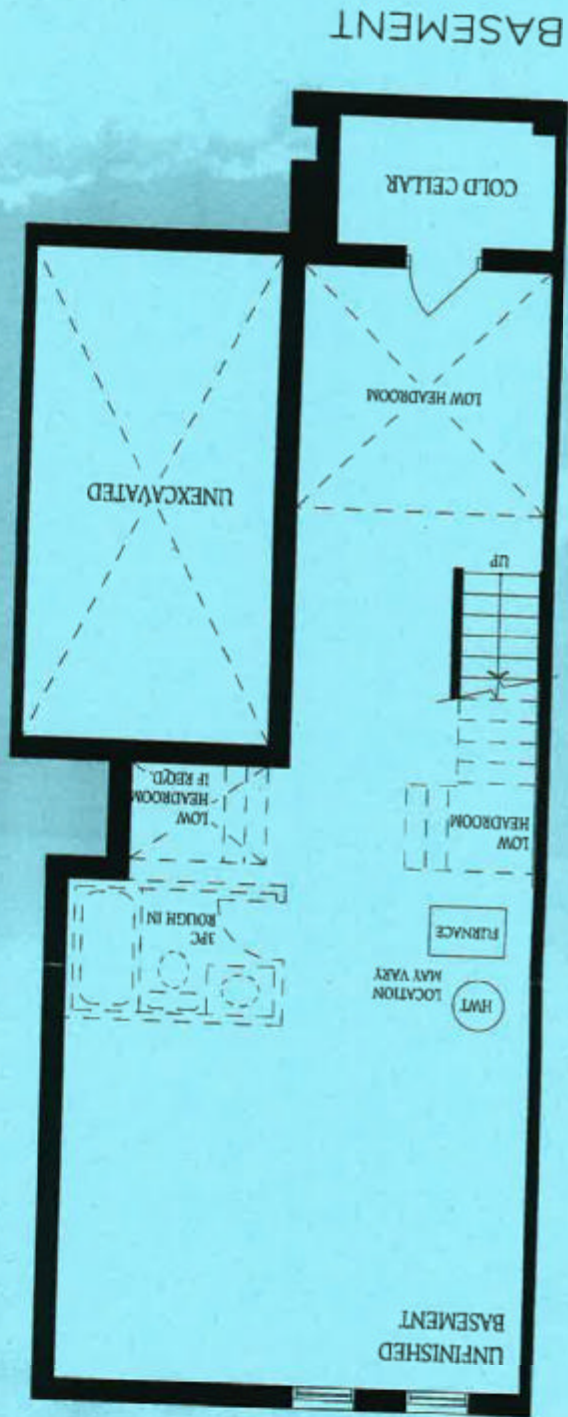 UNFINISHED
BASEMENT
HWT
LOCATION
MAY VARY
FURNACE
3PC
ROUGH IN
LOW
HEADROOM
LOW
HEADROOM
IF REQ'D.
UP
UNEXCAVATED
LOW HEADROOM
COLD CELLAR
BASEMENT